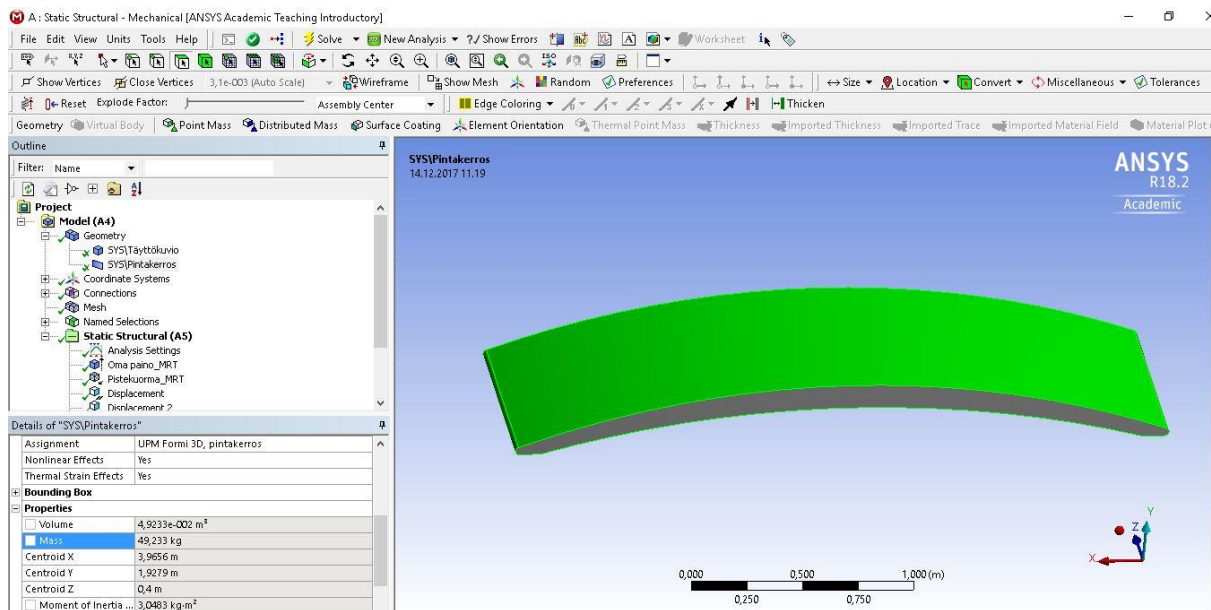 A : Static Structural - Mechanical [ANSYS Academic Teaching Introductory]
File Edit View Units Tools Help Solve New Analysis ?/ Show Errors Worksheet
Show Vertices Close Vertices 3,1e-003 (Auto Scale) Wireframe Show Mesh Random Preferences Size Location Convert Miscellaneous Tolerances
Reset Explode Factor: Assembly Center Edge Coloring Thicken
Geometry Virtual Body Point Mass Distributed Mass Surface Coating Element Orientation Thermal Point Mass Thickness Imported Thickness Imported Trace Imported Material Field Material Plot
Outline
Filter: Name
Project
Model (A4)
Geometry
SYS\Täyttökuvio
SYS\Pintakerros
Coordinate Systems
Connections
Mesh
Named Selections
Static Structural (A5)
Analysis Settings
Oma paino_MRT
Pistekuorma_MRT
Displacement
Displacement 2
Details of "SYS\Pintakerros"
Assignment UPM Formi 3D, pintakerros
Nonlinear Effects Yes
Thermal Strain Effects Yes
Bounding Box
Properties
Volume 4,9233e-002 m³
Mass 49,233 kg
Centroid X 3,9656 m
Centroid Y 1,9279 m
Centroid Z 0,4 m
Moment of Inertia ... 3,0483 kg·m²
SYS\Pintakerros
14.12.2017 11.19
ANSYS
R18.2
Academic
Y
Z
X
0,000 0,500 1,000 (m)
0,250 0,750